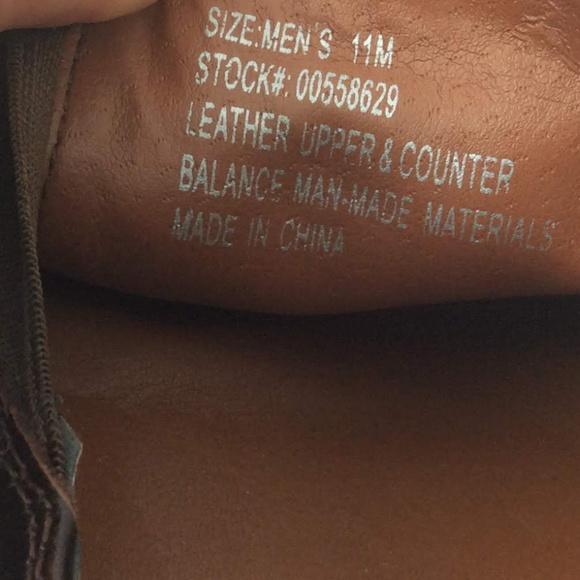 SIZE:MEN'S 11M
STOCK#: 00558629
LEATHER UPPER & COUNTER
BALANCE MAN-MADE MATERIALS
MADE IN CHINA